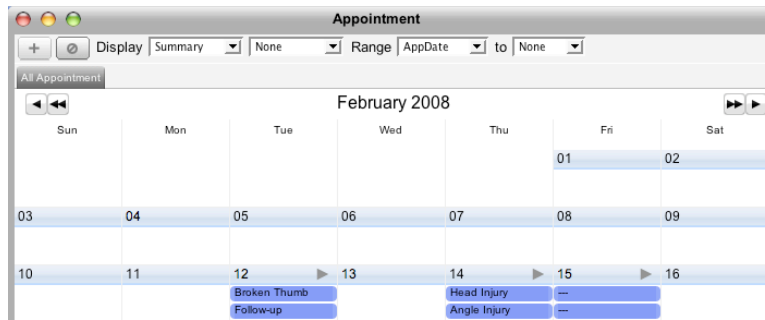 Appointment
Display Summary None Range AppDate to None
All Appointment
February 2008
Sun Mon Tue Wed Thu Fri Sat
01 02
03 04 05 06 07 08 09
10 11 12 13 14 15 16
Broken Thumb Head Injury ---
Follow-up Angle Injury ---